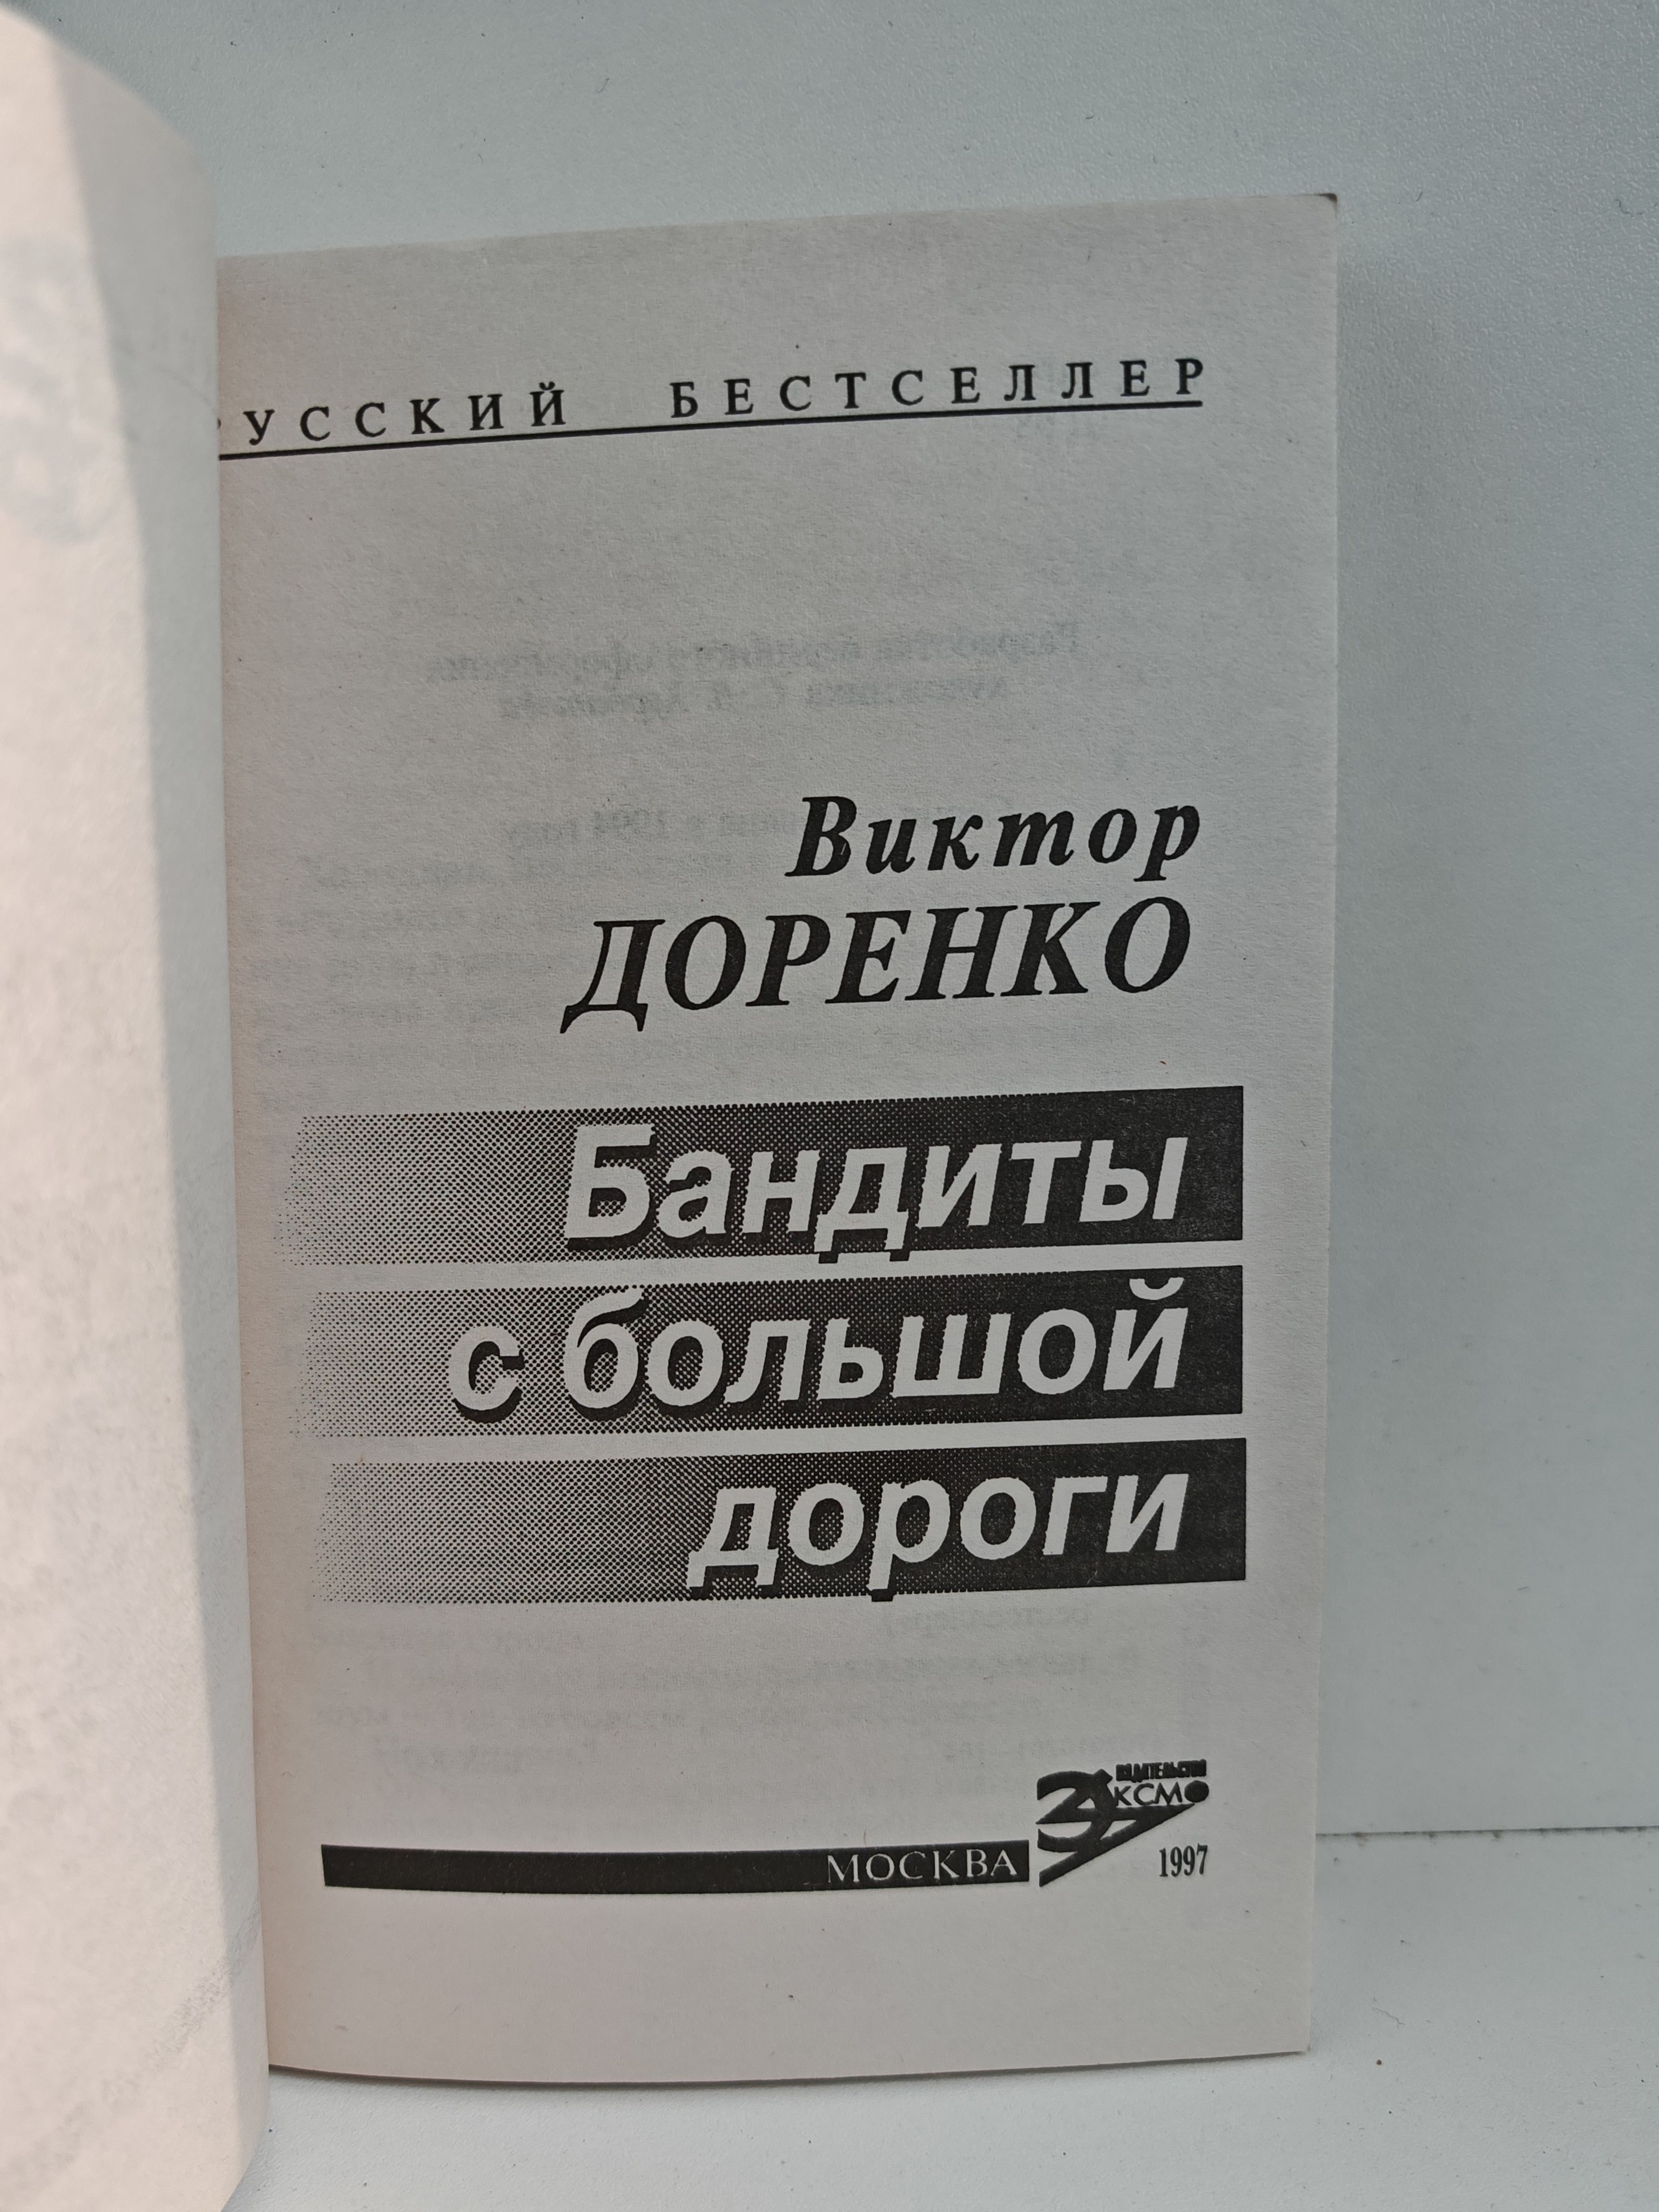 РУССКИЙ БЕСТСЕЛЛЕР
Виктор
ДОРЕНКО
Бандиты
с большой
дороги
ИЗДАТЕЛЬСТВО
ЭКСМО
МОСКВА
1997